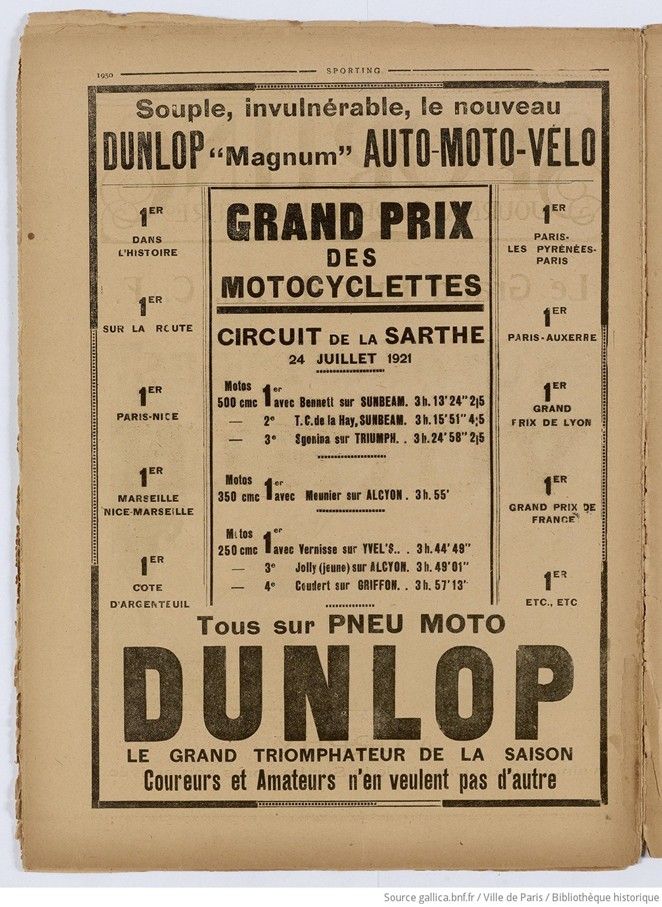 1930
SPORTING
Souple, invulnérable, le nouveau
DUNLOP "Magnum" AUTO-MOTO-VÉLO
1ER
DANS
L'HISTOIRE
1ER
SUR LA ROUTE
1ER
PARIS-NICE
1ER
MARSEILLE
NICE-MARSEILLE
1ER
COTE
D'ARGENTEUIL
GRAND PRIX
DES
MOTOCYCLETTES
CIRCUIT DE LA SARTHE
24 JUILLET 1921
Motos
500 cmc 1er avec Bennett sur SUNBEAM. 3 h. 13' 24" 2/5
— 2e T.C. de la Hay, SUNBEAM. 3 h. 15' 51" 4/5
— 3e Sgonina sur TRIUMPH. . 3 h. 24' 58" 2/5
Motos
350 cmc 1er avec Meunier sur ALCYON. 3 h. 55'
Motos
250 cmc 1er avec Vernisse sur YVEL'S. . 3 h. 44' 49"
— 3e Jolly (jeune) sur ALCYON. 3 h. 49' 01"
— 4e Coudert sur GRIFFON. . 3 h. 57' 13"
1ER
PARIS-
LES PYRÉNÉES-
PARIS
1ER
PARIS-AUXERRE
1ER
GRAND
PRIX DE LYON
1ER
GRAND PRIX DE
FRANCE
1ER
ETC., ETC
Tous sur PNEU MOTO
DUNLOP
LE GRAND TRIOMPHATEUR DE LA SAISON
Coureurs et Amateurs n'en veulent pas d'autre
Source gallica.bnf.fr / Ville de Paris / Bibliothèque historique